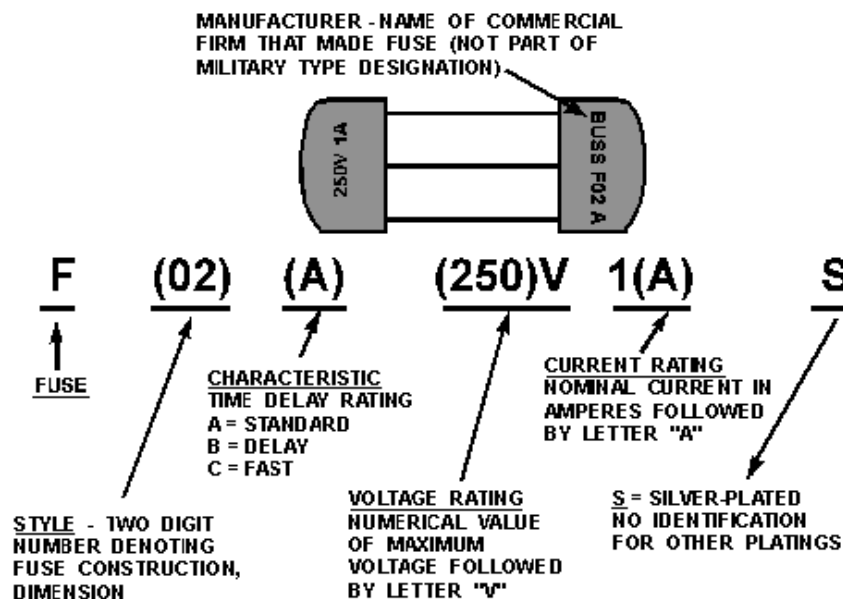 MANUFACTURER - NAME OF COMMERCIAL
FIRM THAT MADE FUSE (NOT PART OF
MILITARY TYPE DESIGNATION)
250V 1A
BUSS F02 A
F (02) (A) (250)V 1(A) S
FUSE
CHARACTERISTIC
TIME DELAY RATING
A = STANDARD
B = DELAY
C = FAST
CURRENT RATING
NOMINAL CURRENT IN
AMPERES FOLLOWED
BY LETTER "A"
STYLE - TWO DIGIT
NUMBER DENOTING
FUSE CONSTRUCTION,
DIMENSION
VOLTAGE RATING
NUMERICAL VALUE
OF MAXIMUM
VOLTAGE FOLLOWED
BY LETTER "V"
S = SILVER-PLATED
NO IDENTIFICATION
FOR OTHER PLATINGS